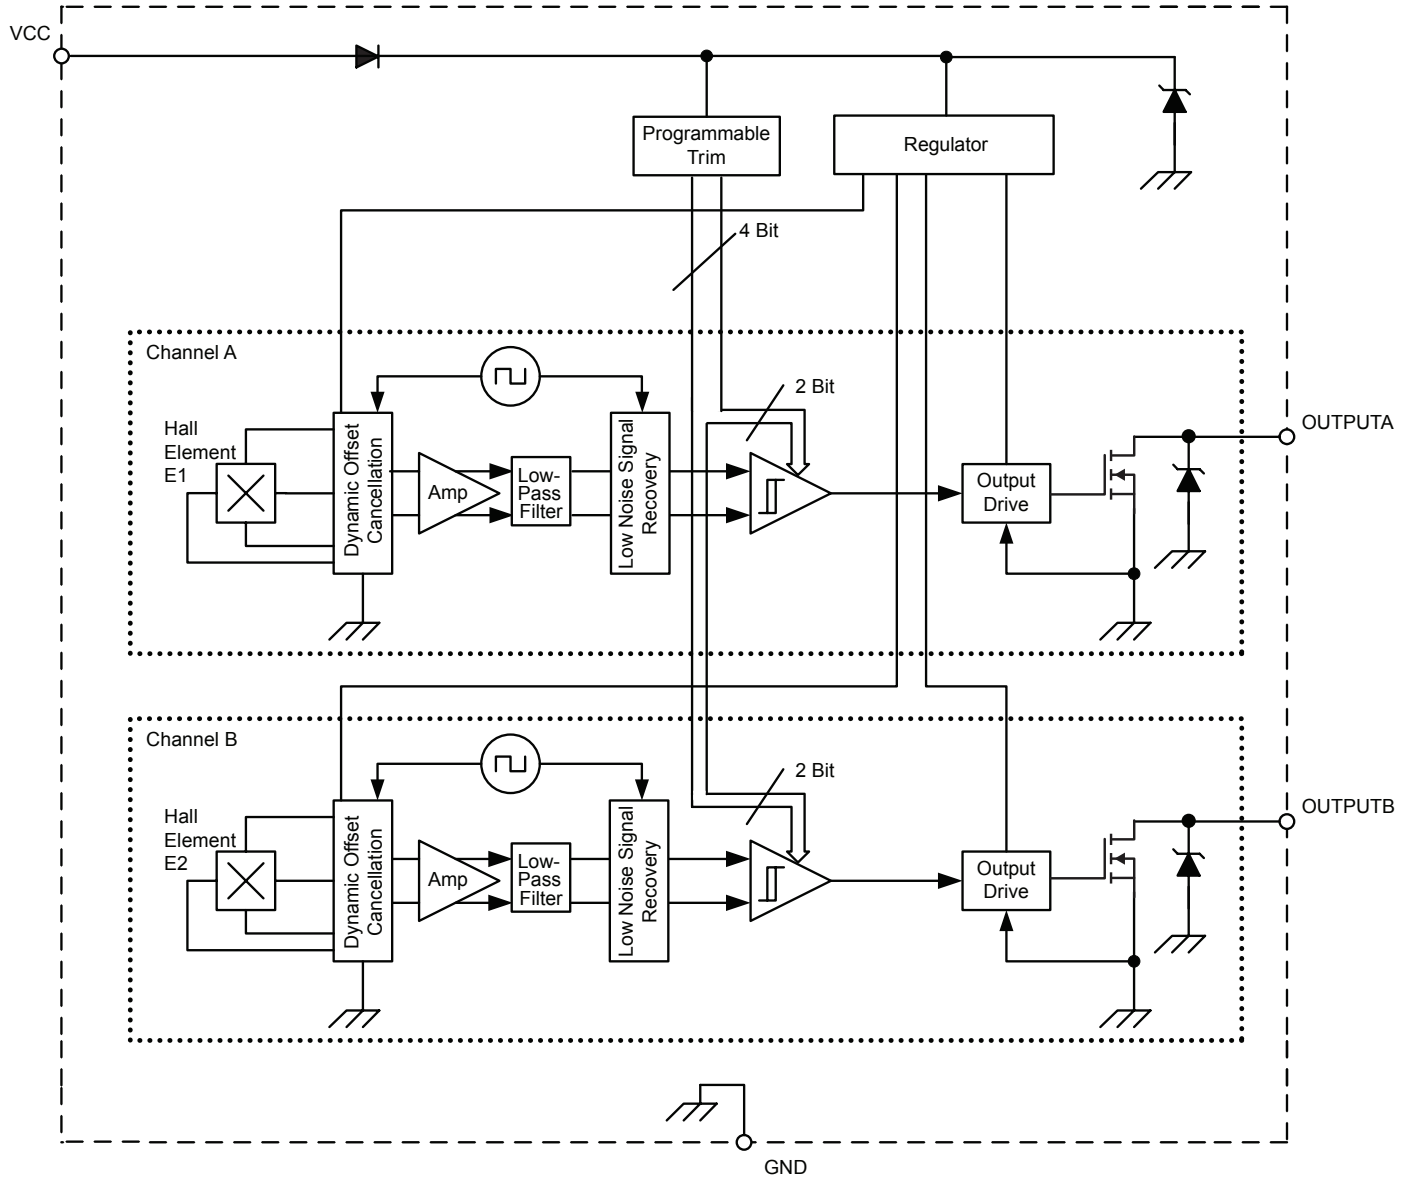 VCC
Programmable
Trim
Regulator
4 Bit
Channel A
2 Bit
Hall
Element
E1
Dynamic Offset
Cancellation
Amp
Low-
Pass
Filter
Low Noise Signal
Recovery
Output
Drive
OUTPUTA
Channel B
2 Bit
Hall
Element
E2
Dynamic Offset
Cancellation
Amp
Low-
Pass
Filter
Low Noise Signal
Recovery
Output
Drive
OUTPUTB
GND